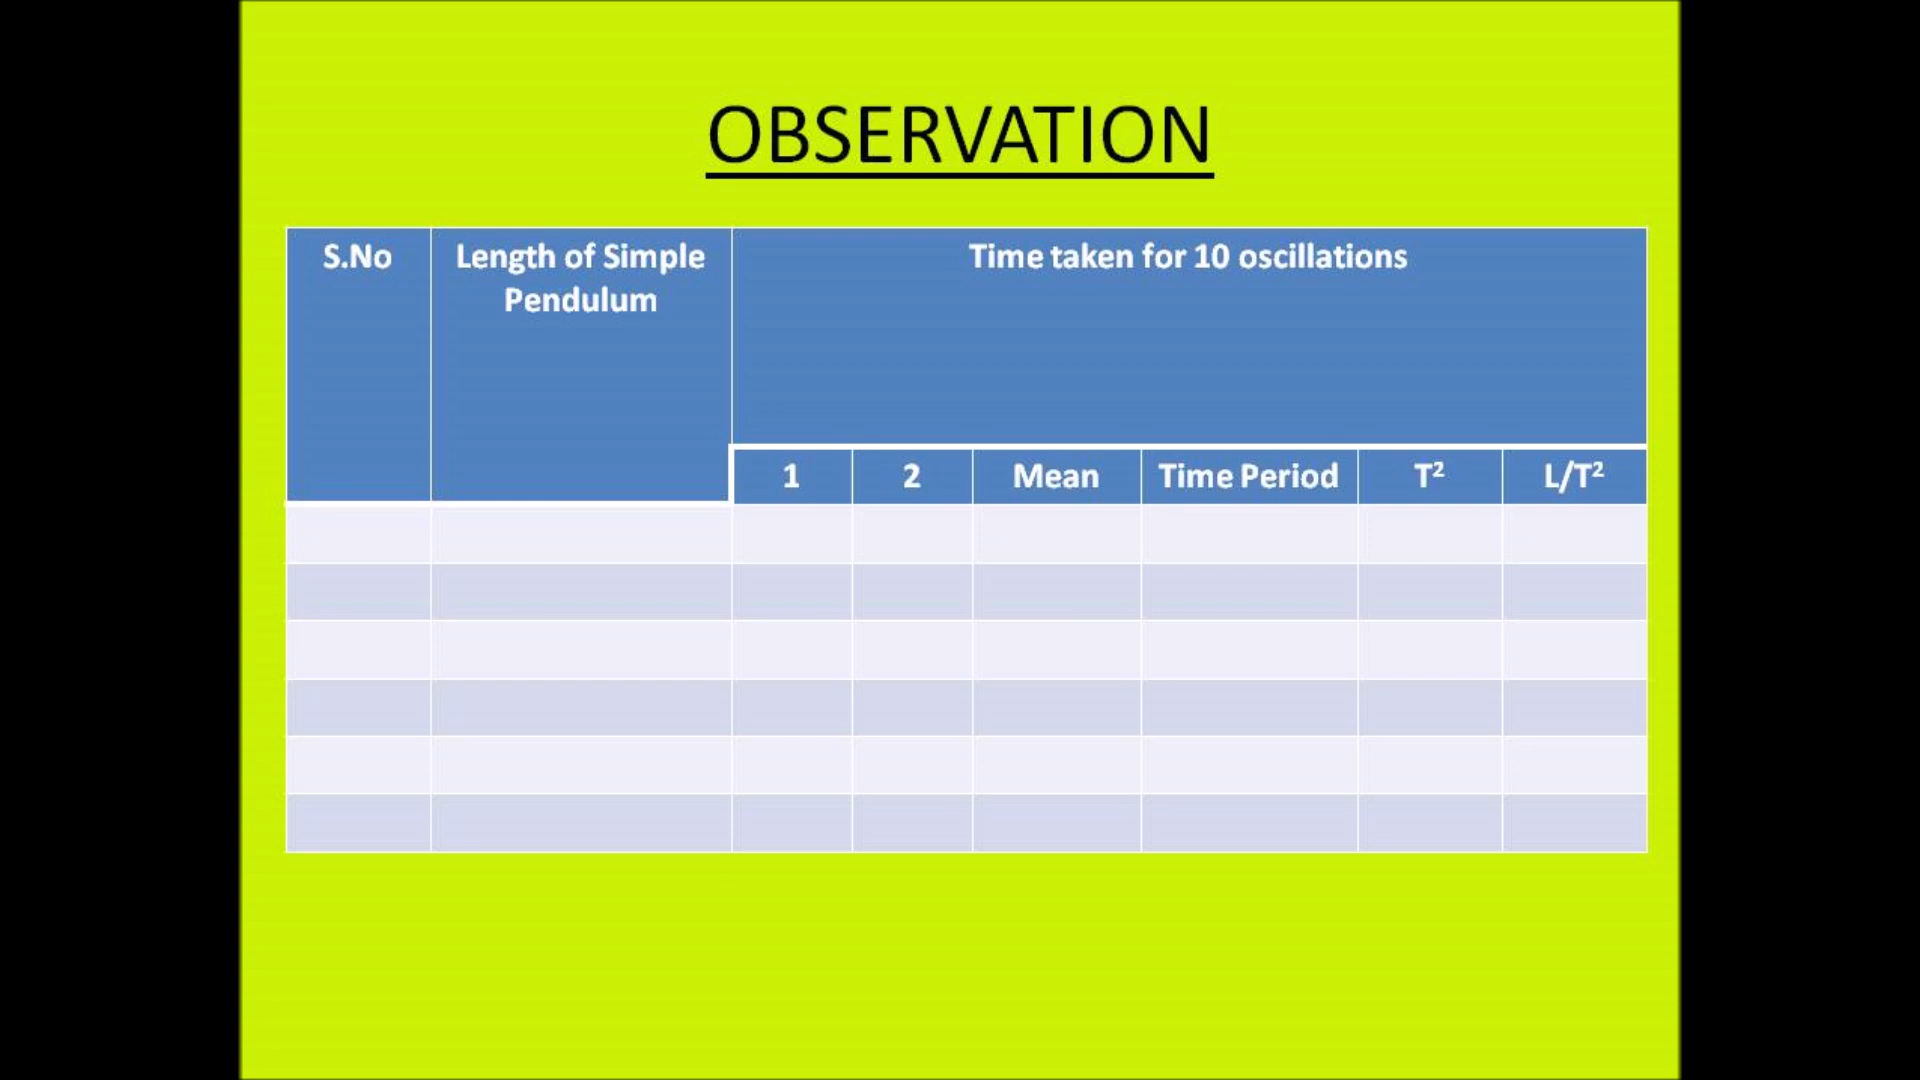 OBSERVATION
S.No
Length of Simple
Pendulum
Time taken for 10 oscillations
1
2
Mean
Time Period
T²
L/T²